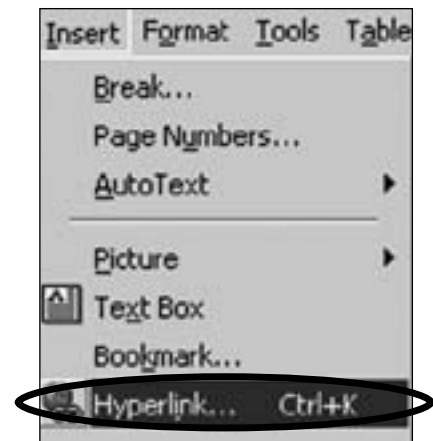 Insert Format Tools Table
Break...
Page Numbers...
AutoText
Picture
Text Box
Bookmark...
Hyperlink... Ctrl+K